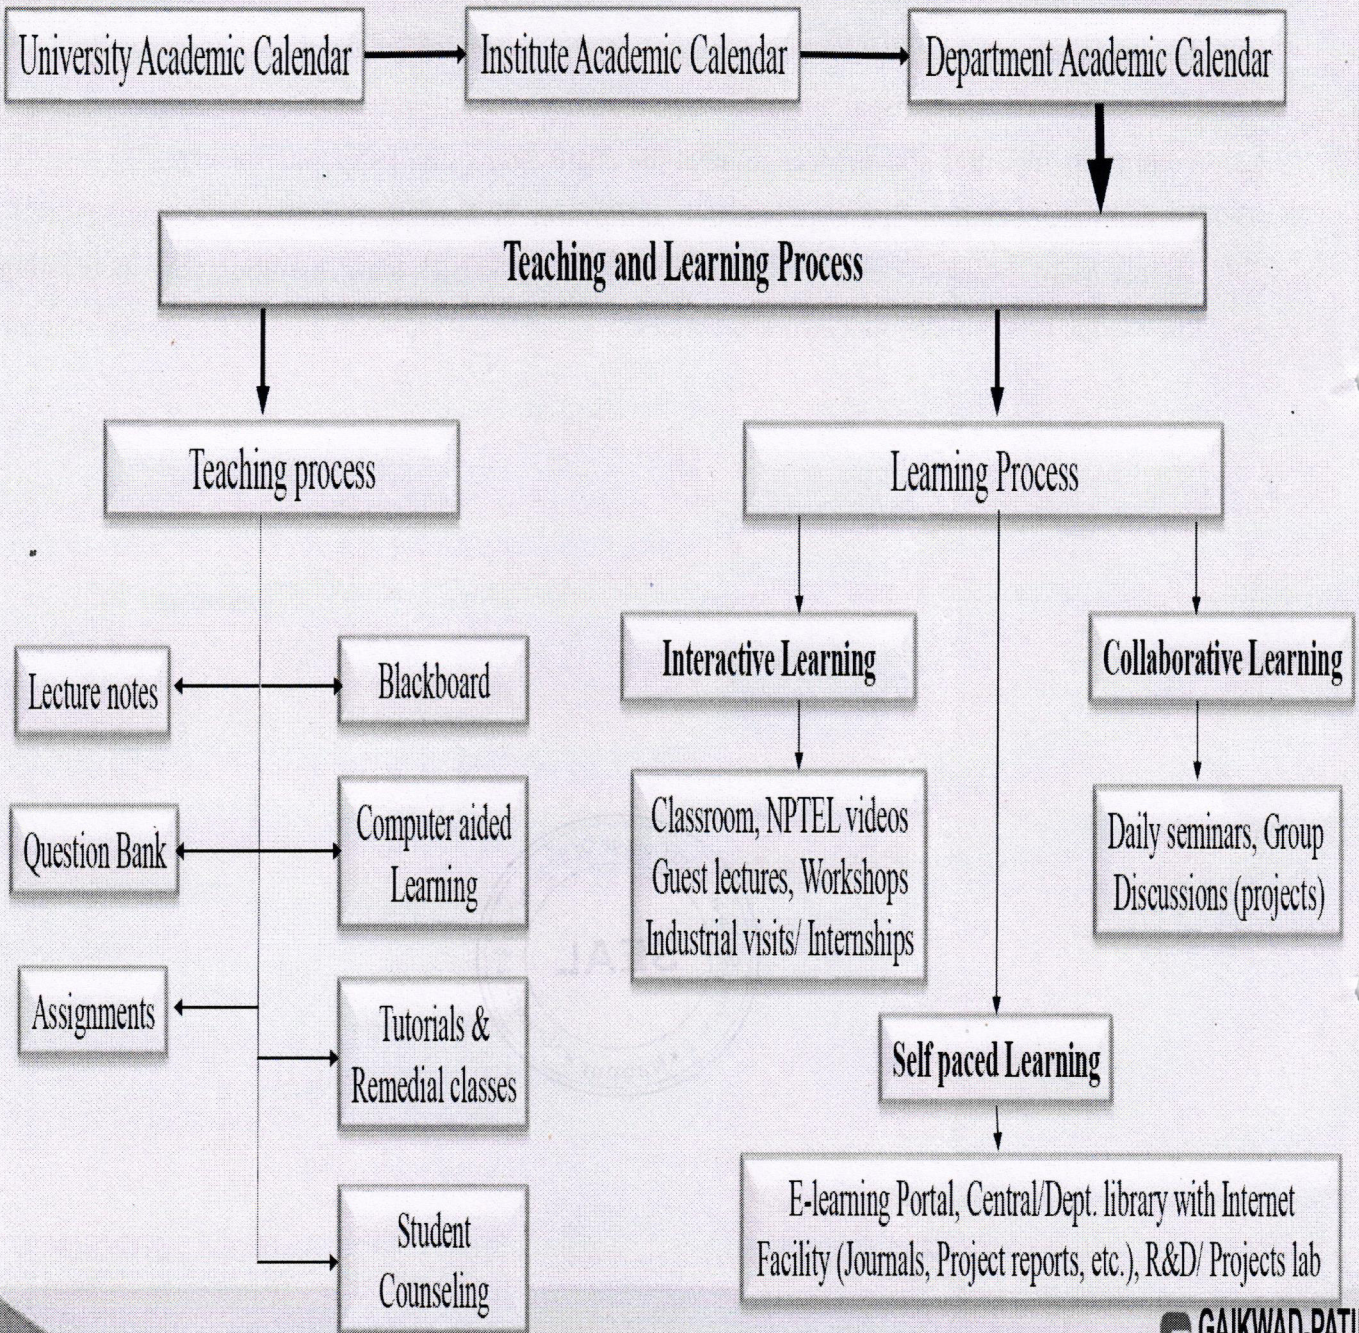 University Academic Calendar
Institute Academic Calendar
Department Academic Calendar
Teaching and Learning Process
Teaching process
Learning Process
Lecture notes
Blackboard
Question Bank
Computer aided
Learning
Assignments
Tutorials &
Remedial classes
Student
Counseling
Interactive Learning
Classroom, NPTEL videos
Guest lectures, Workshops
Industrial visits/ Internships
Collaborative Learning
Daily seminars, Group
Discussions (projects)
Self paced Learning
E-learning Portal, Central/Dept. library with Internet
Facility (Journals, Project reports, etc.), R&D/ Projects lab
SEAL
GAIKWAD-PATI